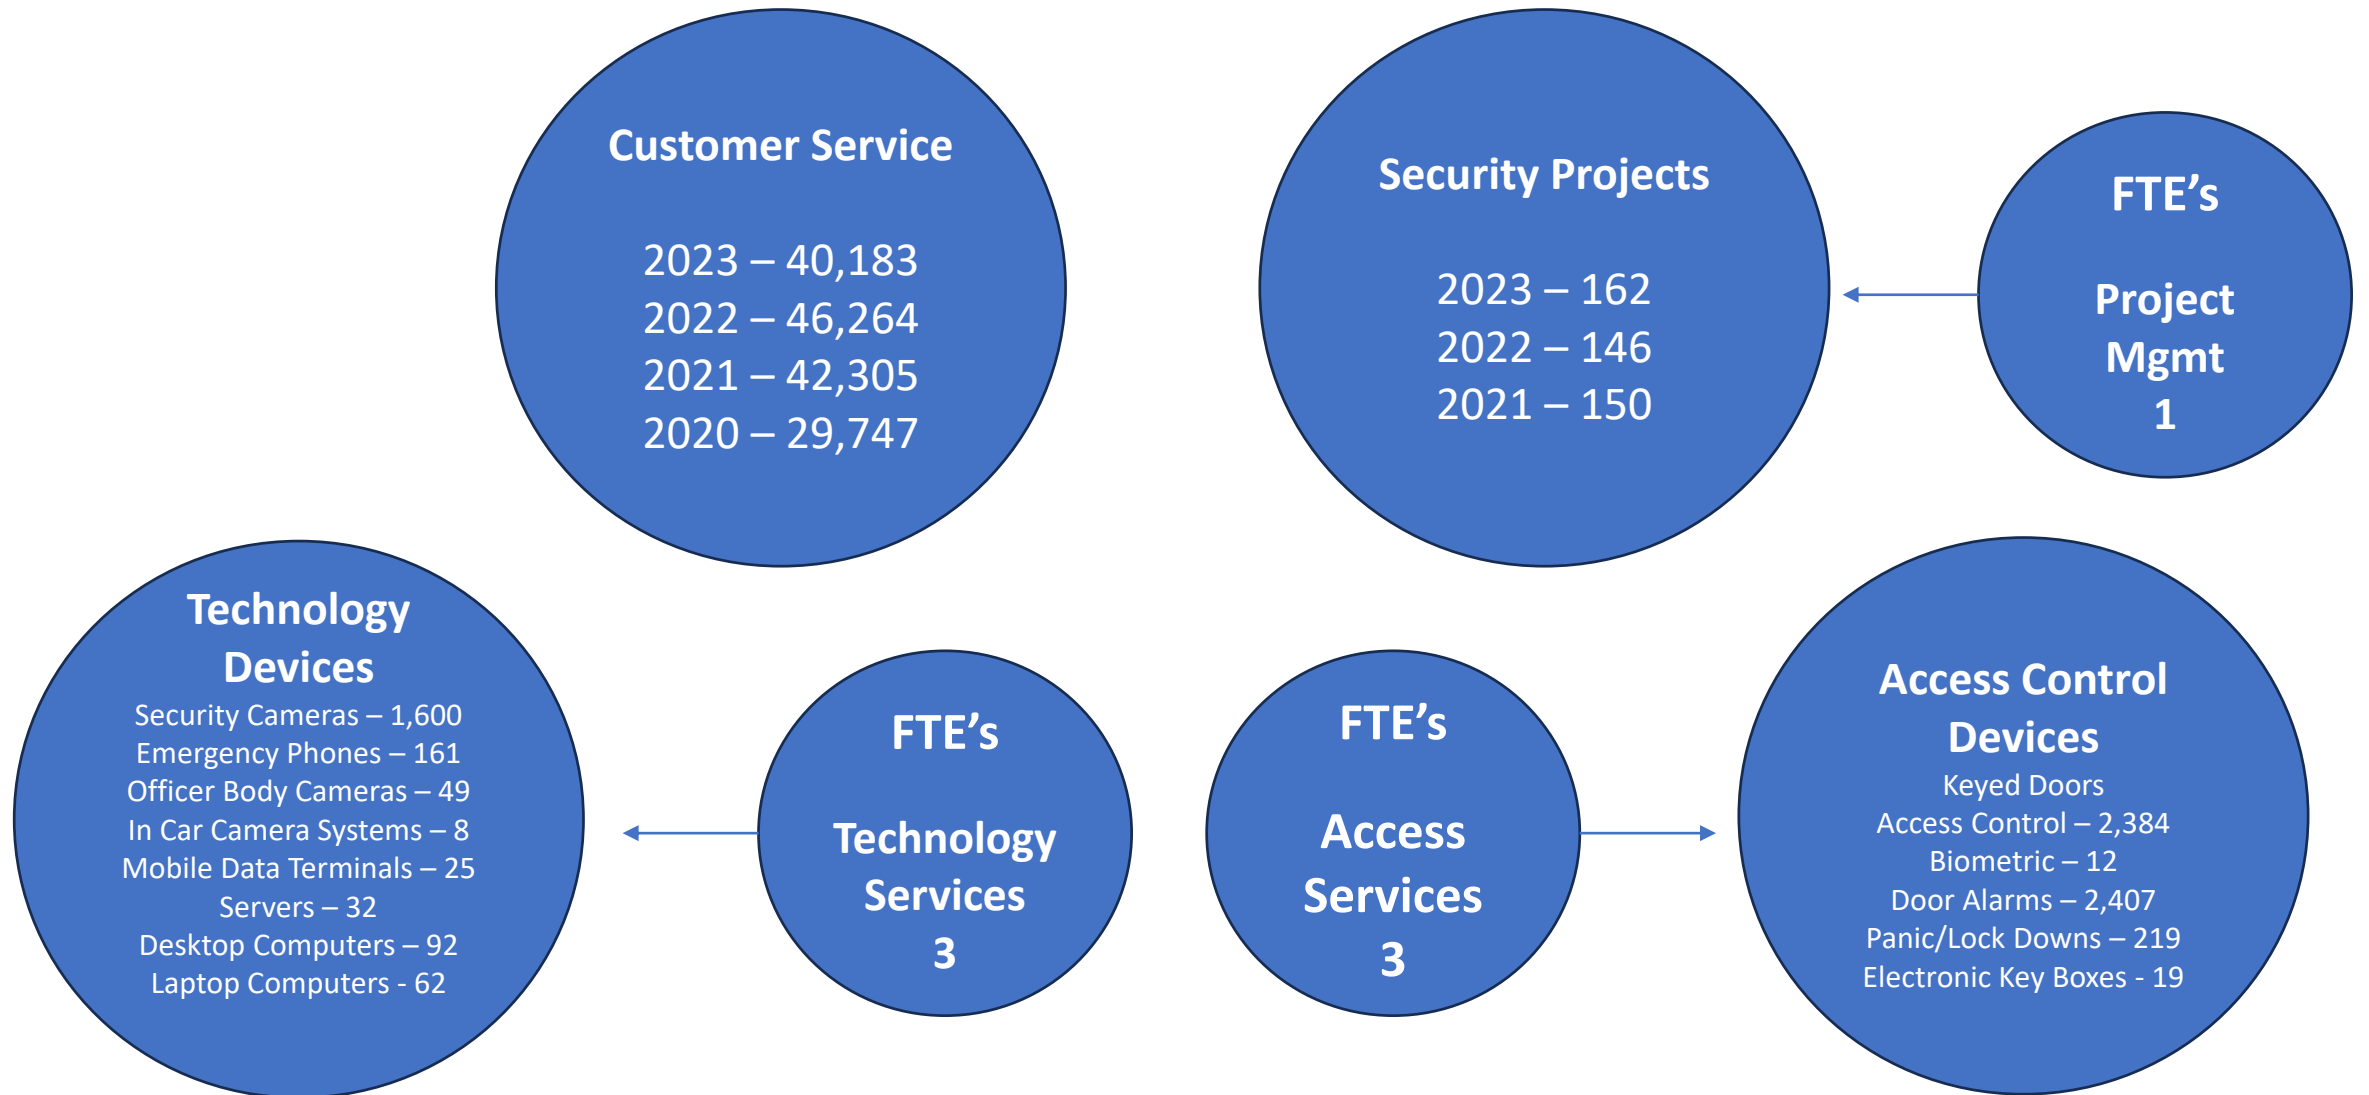 Customer Service
2023 – 40,183
2022 – 46,264
2021 – 42,305
2020 – 29,747
Security Projects
2023 – 162
2022 – 146
2021 – 150
FTE’s
Project
Mgmt
1
Technology
Devices
Security Cameras – 1,600
Emergency Phones – 161
Officer Body Cameras – 49
In Car Camera Systems – 8
Mobile Data Terminals – 25
Servers – 32
Desktop Computers – 92
Laptop Computers - 62
FTE’s
Technology
Services
3
FTE’s
Access
Services
3
Access Control
Devices
Keyed Doors
Access Control – 2,384
Biometric – 12
Door Alarms – 2,407
Panic/Lock Downs – 219
Electronic Key Boxes - 19